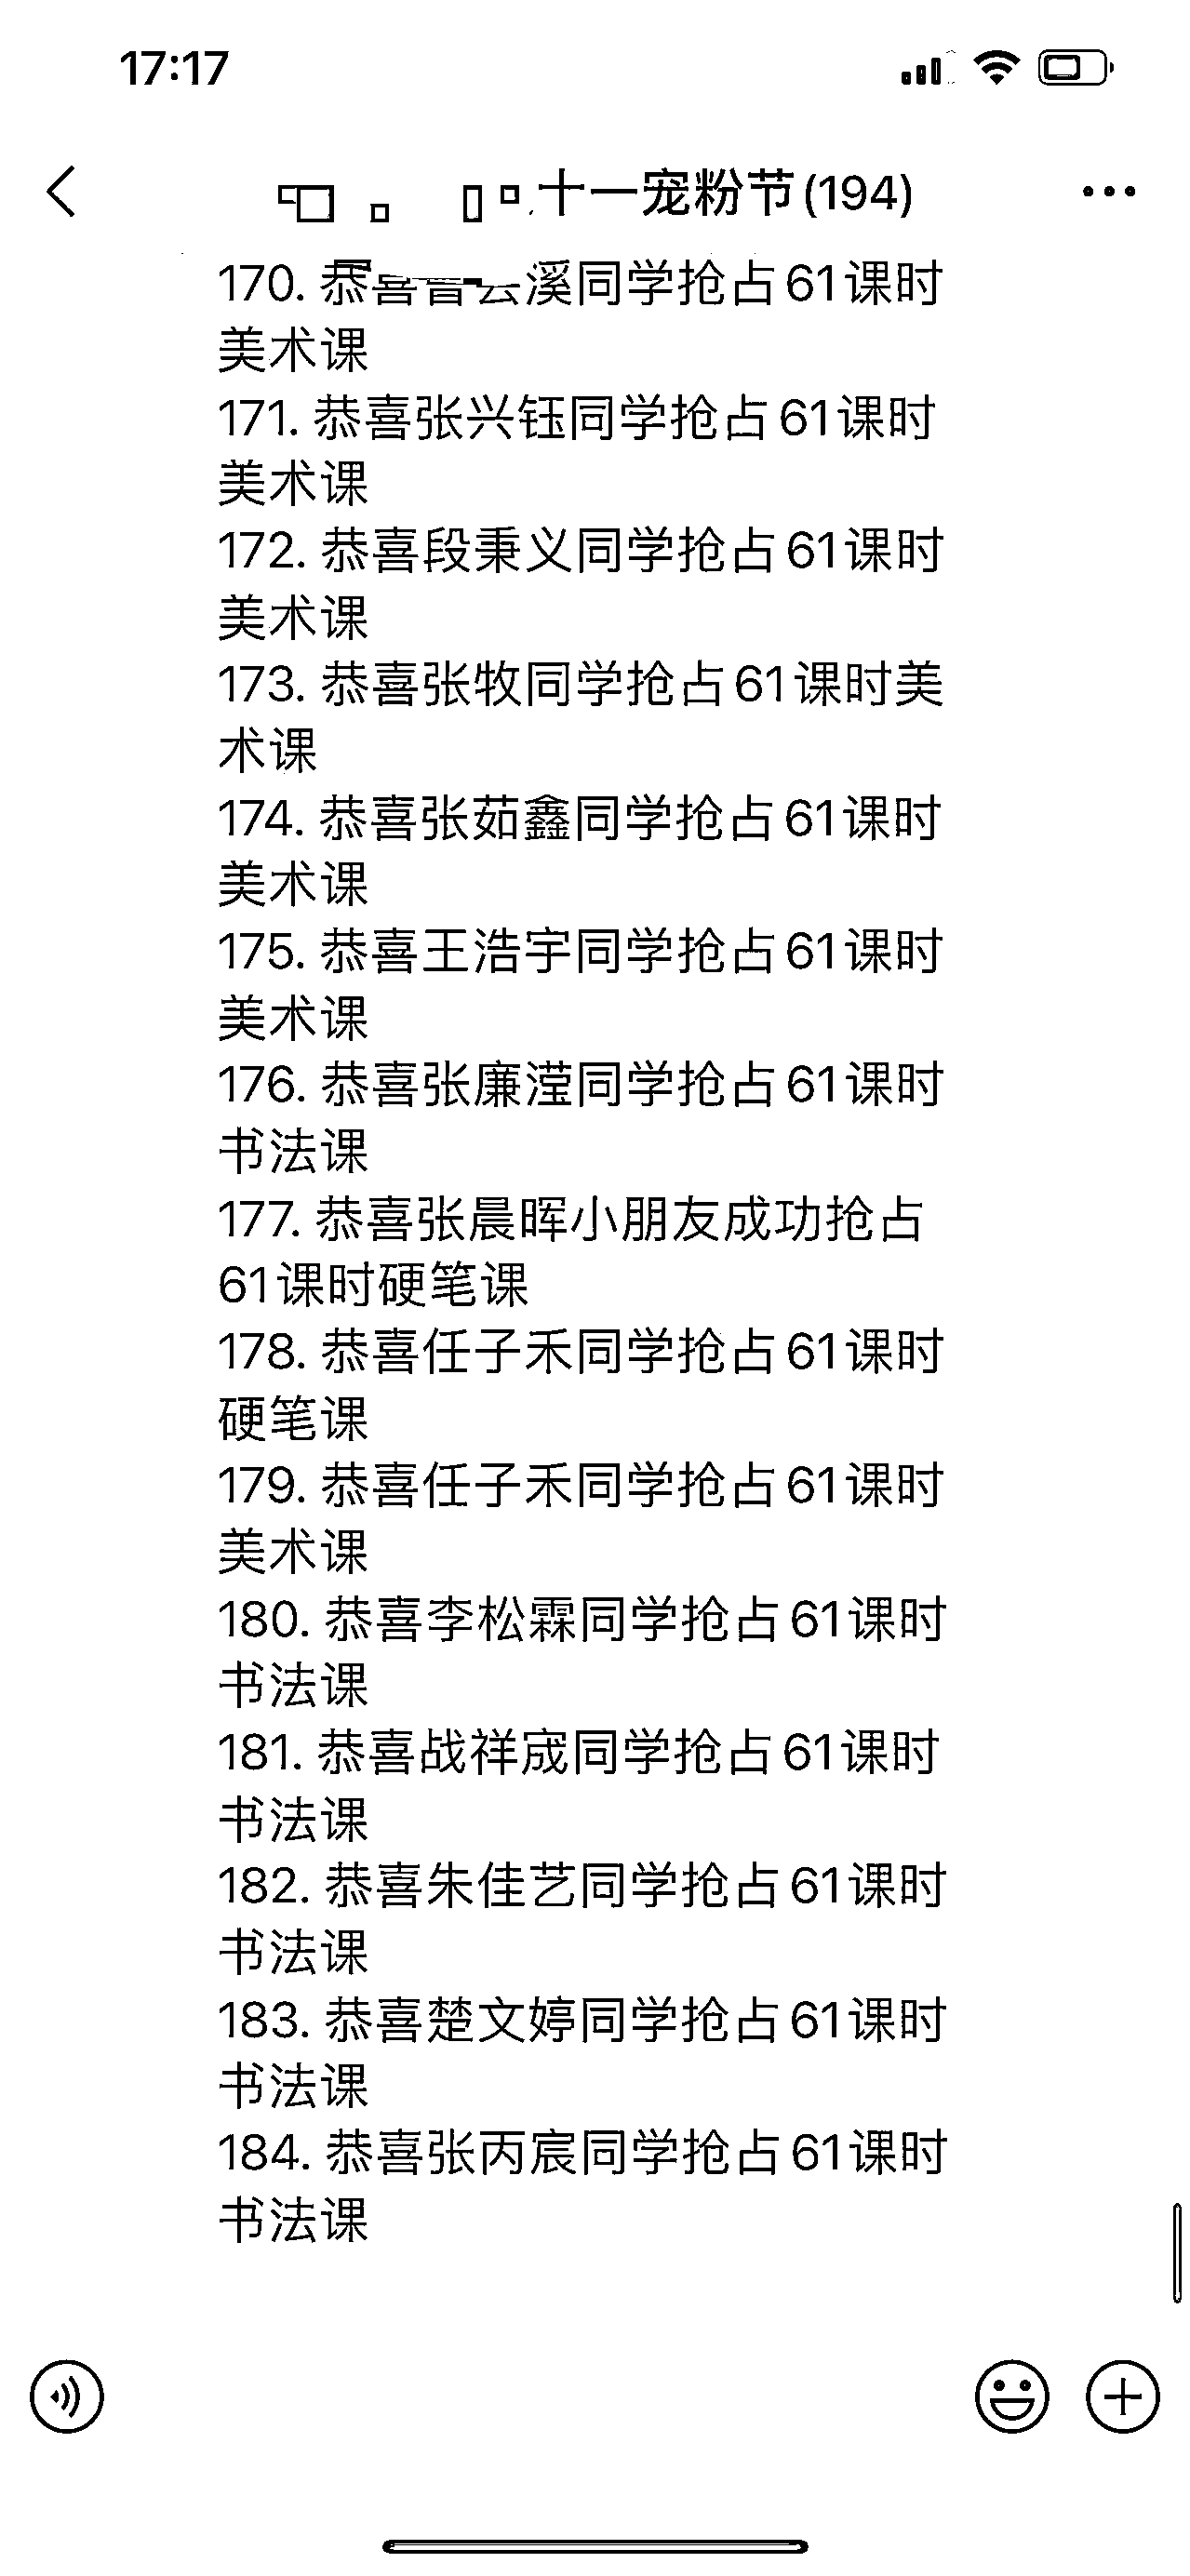 17:17
十一宠粉节(194)
170. 恭喜 溪同学抢占61课时
美术课
171. 恭喜张兴钰同学抢占61课时
美术课
172. 恭喜段秉义同学抢占61课时
美术课
173. 恭喜张牧同学抢占61课时美
术课
174. 恭喜张茹鑫同学抢占61课时
美术课
175. 恭喜王浩宇同学抢占61课时
美术课
176. 恭喜张廉滢同学抢占61课时
书法课
177. 恭喜张晨晖小朋友成功抢占
61课时硬笔课
178. 恭喜任子禾同学抢占61课时
硬笔课
179. 恭喜任子禾同学抢占61课时
美术课
180. 恭喜李松霖同学抢占61课时
书法课
181. 恭喜战祥宬同学抢占61课时
书法课
182. 恭喜朱佳艺同学抢占61课时
书法课
183. 恭喜楚文婷同学抢占61课时
书法课
184. 恭喜张丙宸同学抢占61课时
书法课